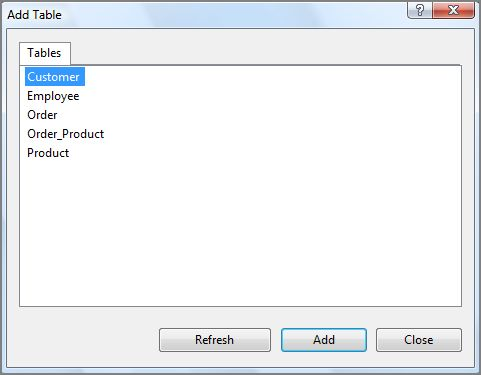 Add Table
?
Tables
Customer
Employee
Order
Order_Product
Product
Refresh
Add
Close